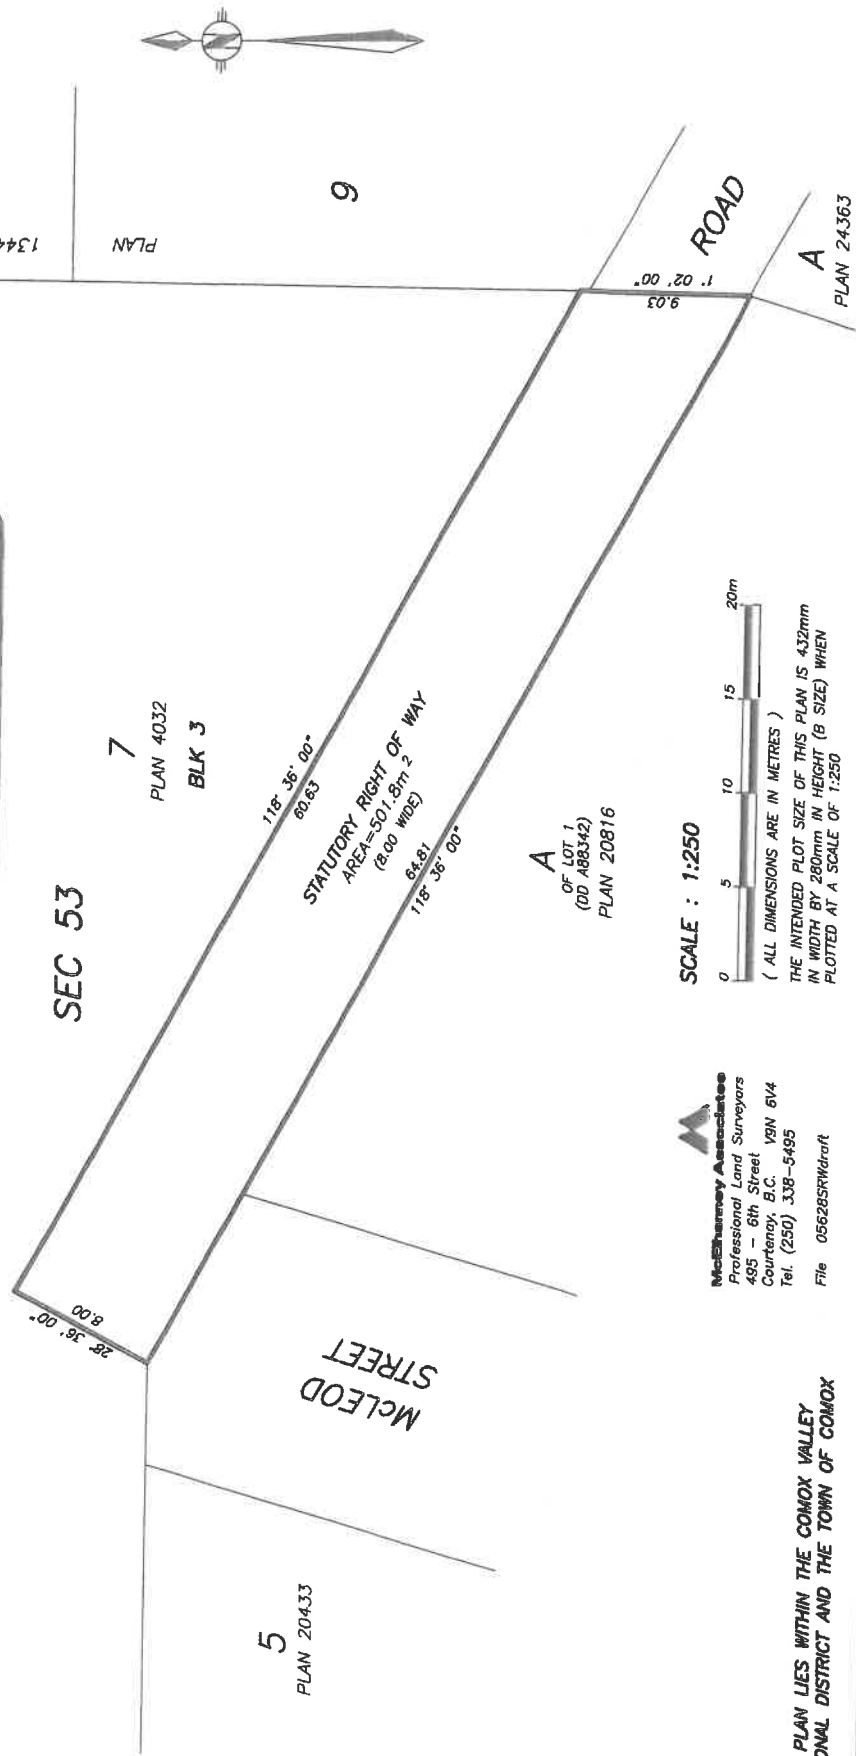 SEC 53
7
PLAN 4032
BLK 3
PLAN
1344
9
118° 36' 00"
60.63
STATUTORY RIGHT OF WAY
AREA=501.8m 2
(8.00 WIDE)
64.81
118° 36' 00"
28° 36' 00"
8.00
1° 02' 00"
9.03
ROAD
A
PLAN 24363
A
OF LOT 1
(DD A88342)
PLAN 20816
McLEOD
STREET
5
PLAN 20433
SCALE : 1:250
0 5 10 15 20m
( ALL DIMENSIONS ARE IN METRES )
THE INTENDED PLOT SIZE OF THIS PLAN IS 432mm
IN WIDTH BY 280mm IN HEIGHT (B SIZE) WHEN
PLOTTED AT A SCALE OF 1:250
McElhanney Associates
Professional Land Surveyors
495 - 6th Street
Courtenay, B.C. V9N 6V4
Tel. (250) 338-5495
File 05628SRWdraft
PLAN LIES WITHIN THE COMOX VALLEY
ONAL DISTRICT AND THE TOWN OF COMOX